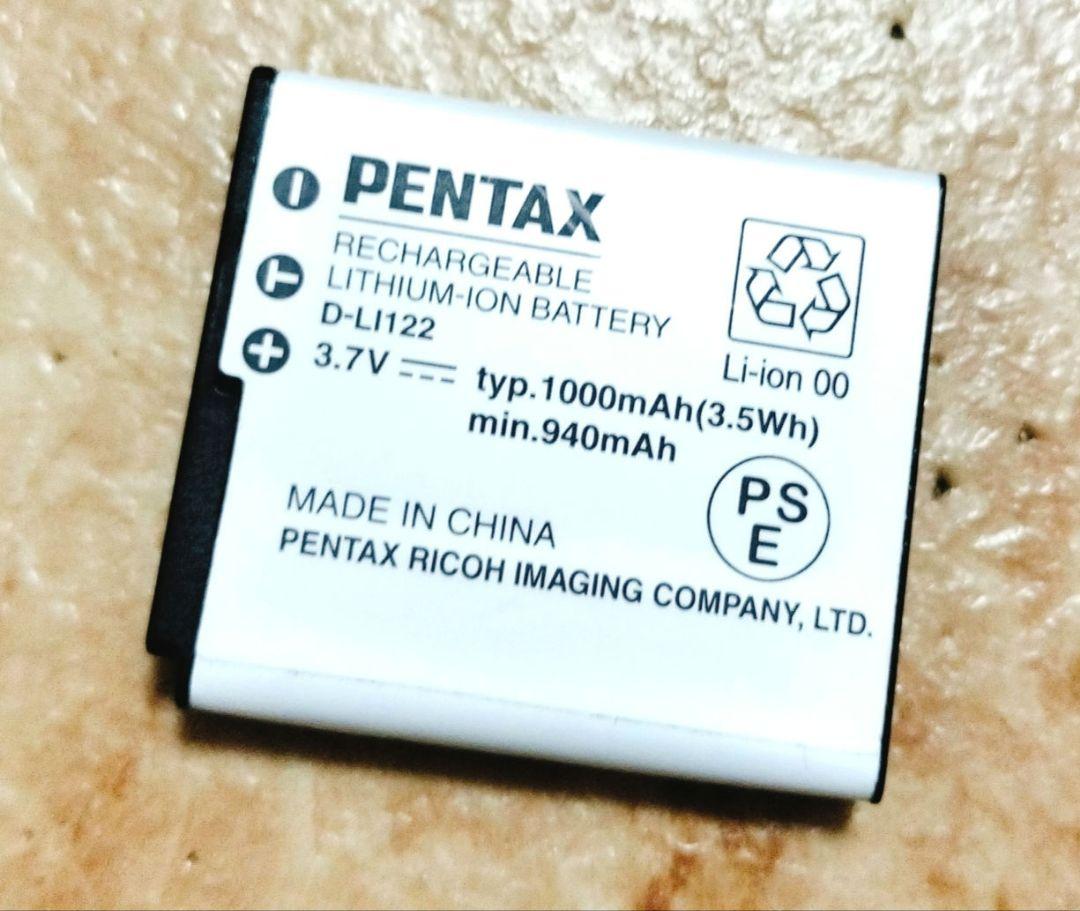 PENTAX
RECHARGEABLE
LITHIUM-ION BATTERY
D-LI122
3.7V ⎓ typ.1000mAh(3.5Wh)
min.940mAh
Li-ion 00
− T +
PS
E
MADE IN CHINA
PENTAX RICOH IMAGING COMPANY, LTD.